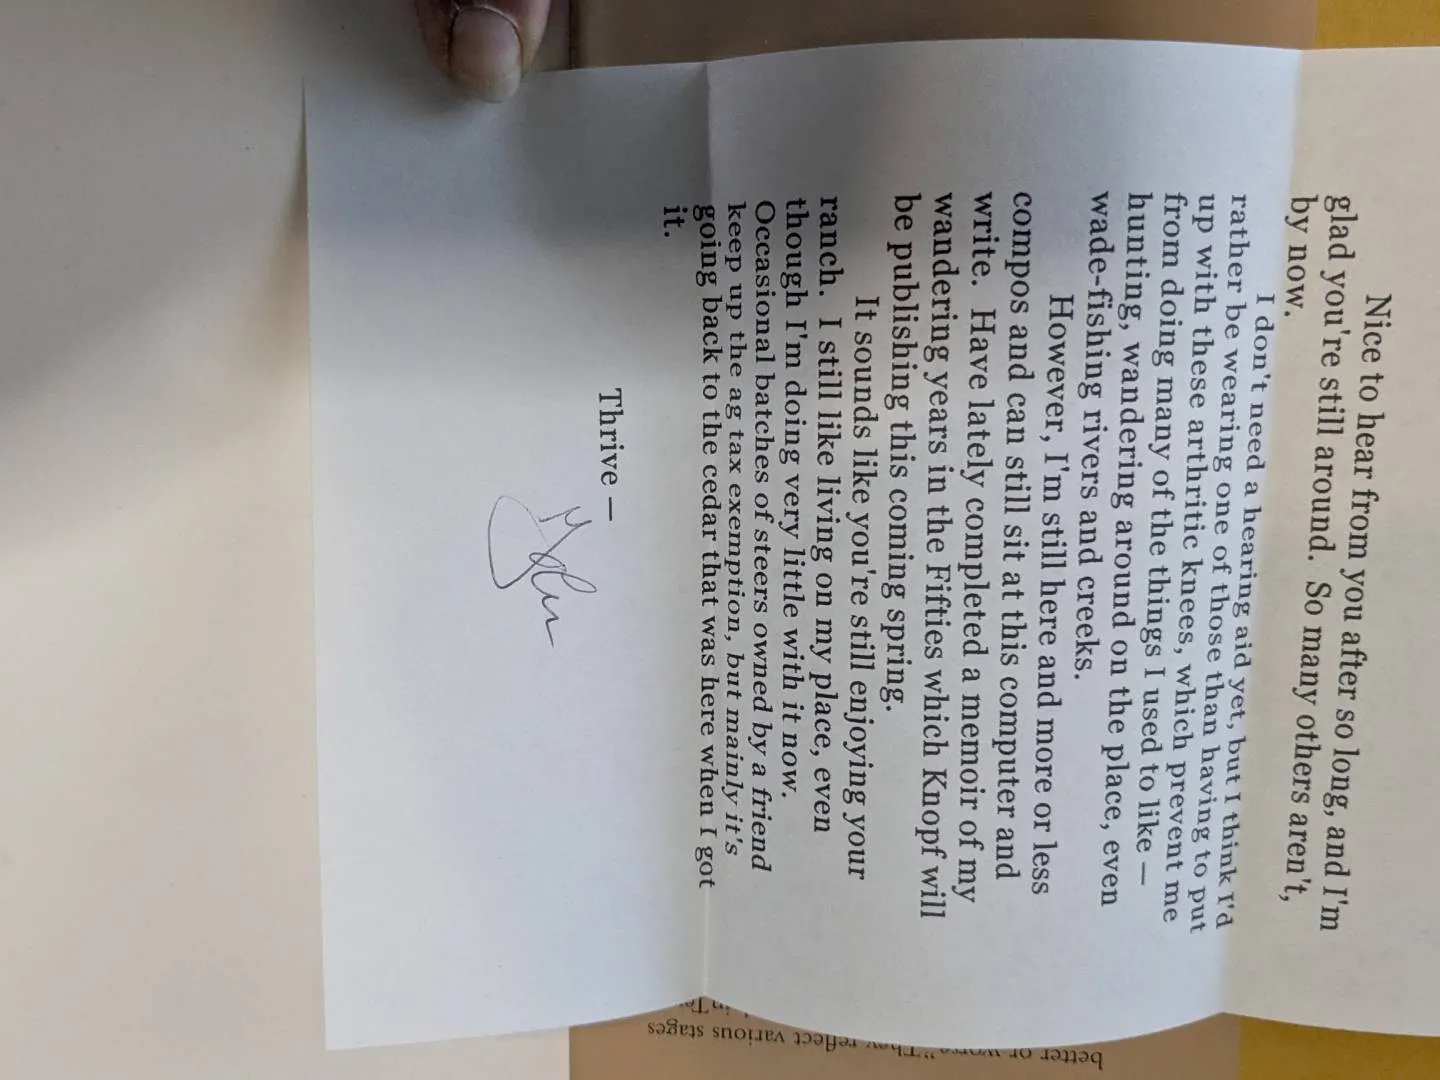 Nice to hear from you after so long, and I'm
glad you're still around.  So many others aren't,
by now.
I don't need a hearing aid yet, but I think I'd
rather be wearing one of those than having to put
up with these arthritic knees, which prevent me
from doing many of the things I used to like —
hunting, wandering around on the place, even
wade-fishing rivers and creeks.
However, I'm still here and more or less
compos and can still sit at this computer and
write.  Have lately completed a memoir of my
wandering years in the Fifties which Knopf will
be publishing this coming spring.
It sounds like you're still enjoying your
ranch.  I still like living on my place, even
though I'm doing very little with it now.
Occasional batches of steers owned by a friend
keep up the ag tax exemption, but mainly it's
going back to the cedar that was here when I got
it.
Thrive —
John
better or worse. "They reflect various stages